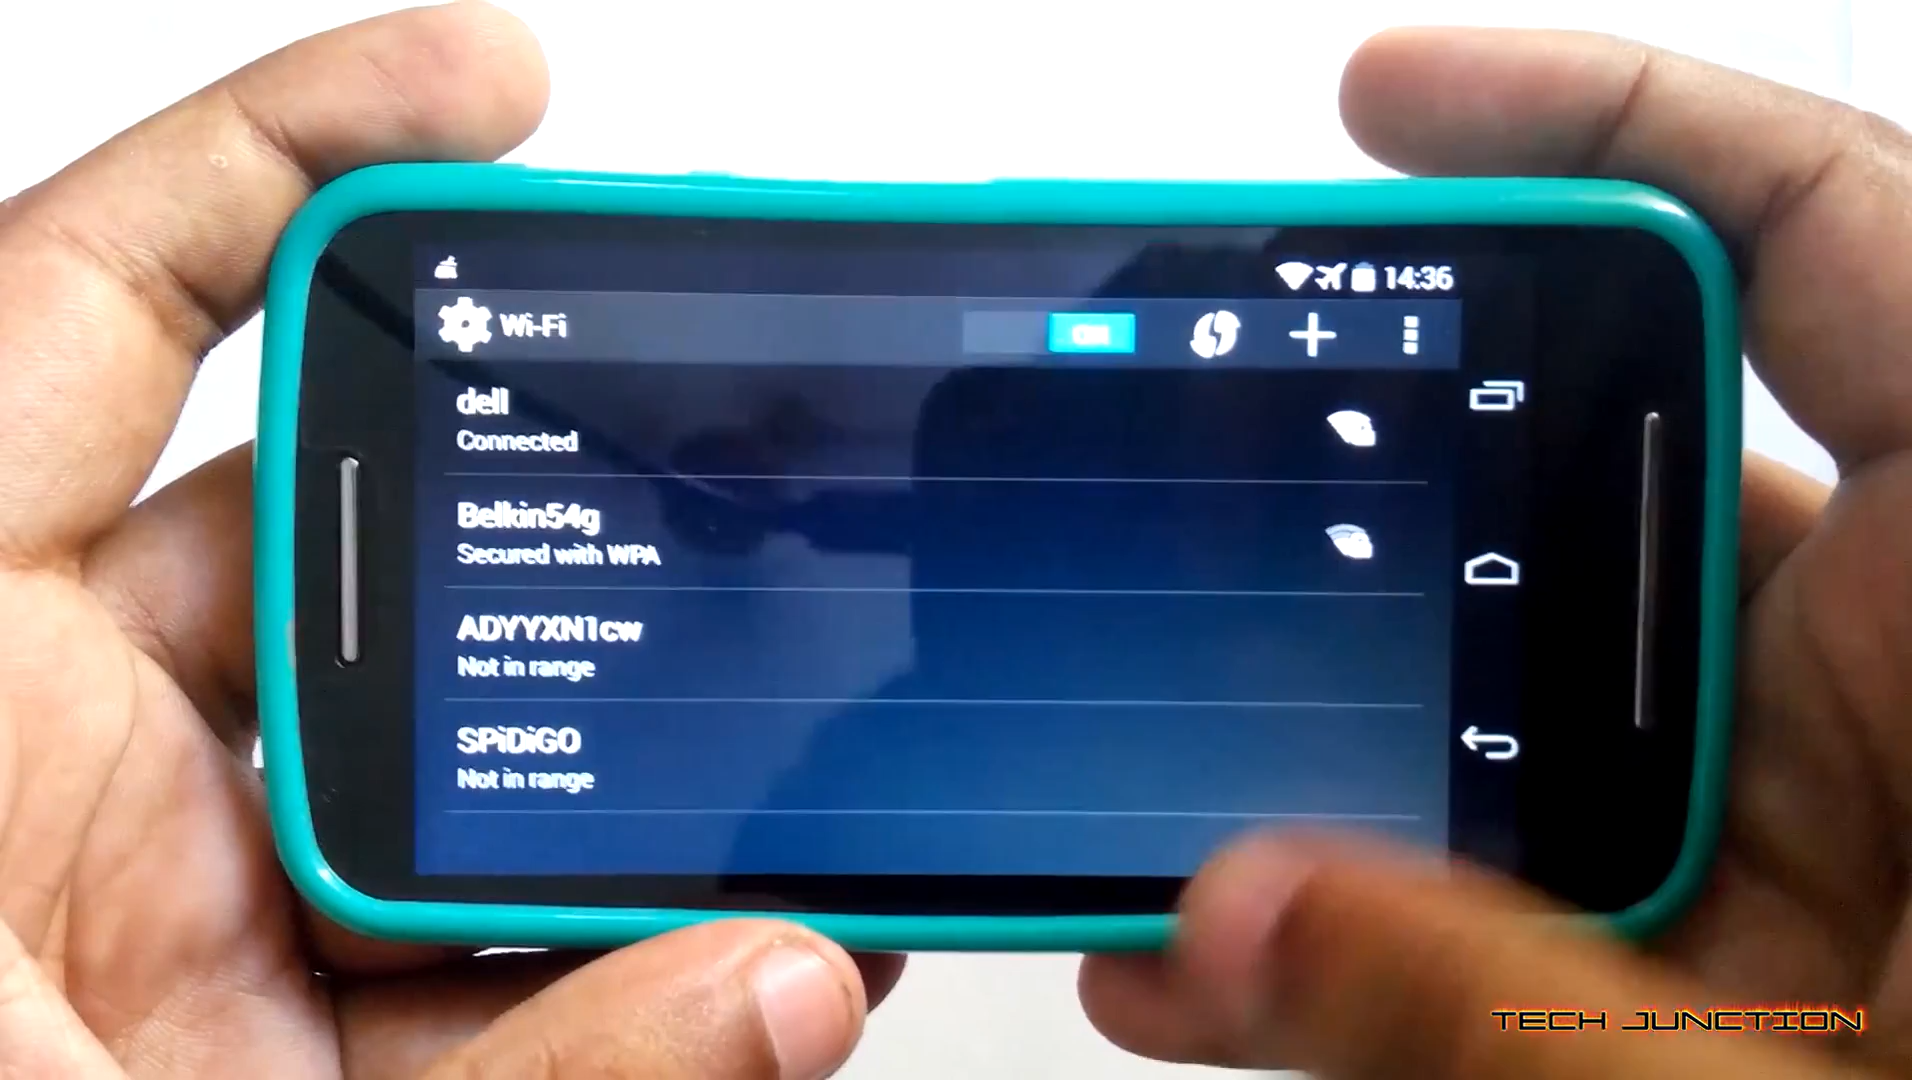 14:36
Wi-Fi
ON
dell
Connected
Belkin54g
Secured with WPA
ADYYXN1cw
Not in range
SPiDiGO
Not in range
TECH JUNCTION